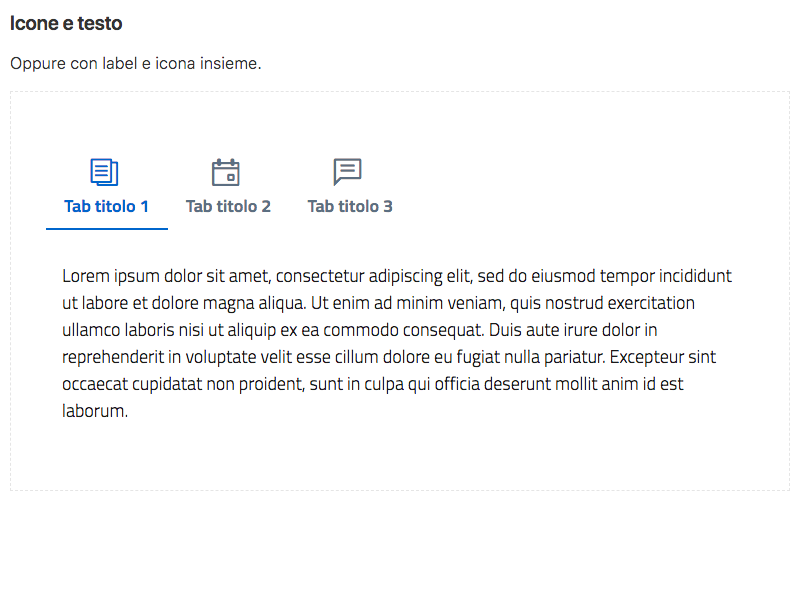 Icone e testo
Oppure con label e icona insieme.
Tab titolo 1 Tab titolo 2 Tab titolo 3
Lorem ipsum dolor sit amet, consectetur adipiscing elit, sed do eiusmod tempor incididunt
ut labore et dolore magna aliqua. Ut enim ad minim veniam, quis nostrud exercitation
ullamco laboris nisi ut aliquip ex ea commodo consequat. Duis aute irure dolor in
reprehenderit in voluptate velit esse cillum dolore eu fugiat nulla pariatur. Excepteur sint
occaecat cupidatat non proident, sunt in culpa qui officia deserunt mollit anim id est
laborum.